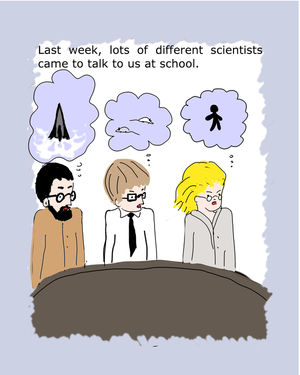 Last week, lots of different scientists
came to talk to us at school.